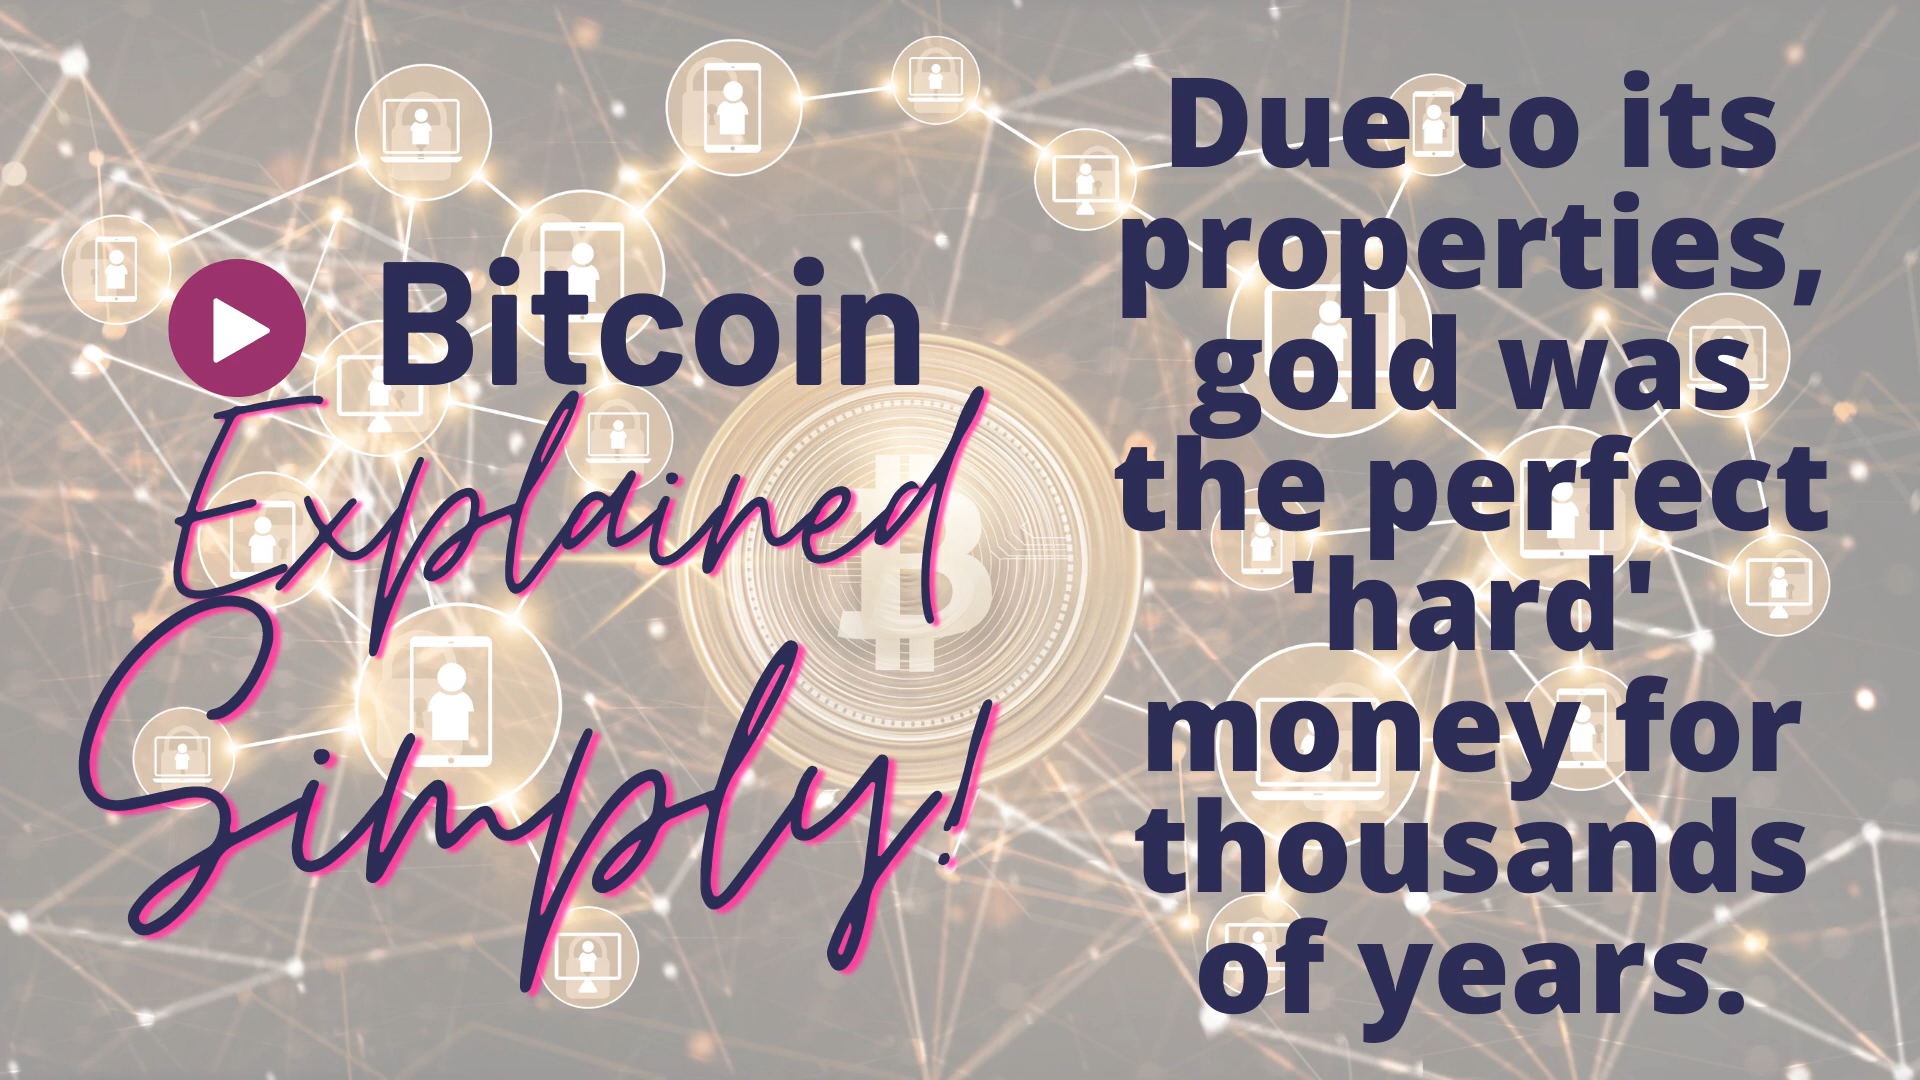 Bitcoin
Explained
Simply!
Due to its
properties,
gold was
the perfect
'hard'
money for
thousands
of years.